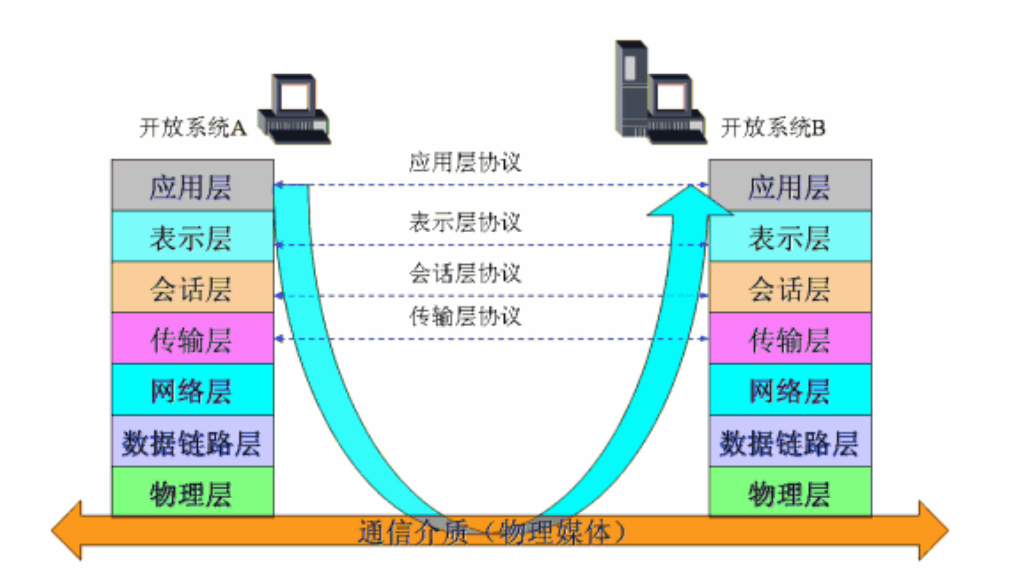 开放系统A
开放系统B
应用层
应用层协议
应用层
表示层
表示层协议
表示层
会话层
会话层协议
会话层
传输层
传输层协议
传输层
网络层
网络层
数据链路层
数据链路层
物理层
物理层
通信介质（物理媒体）